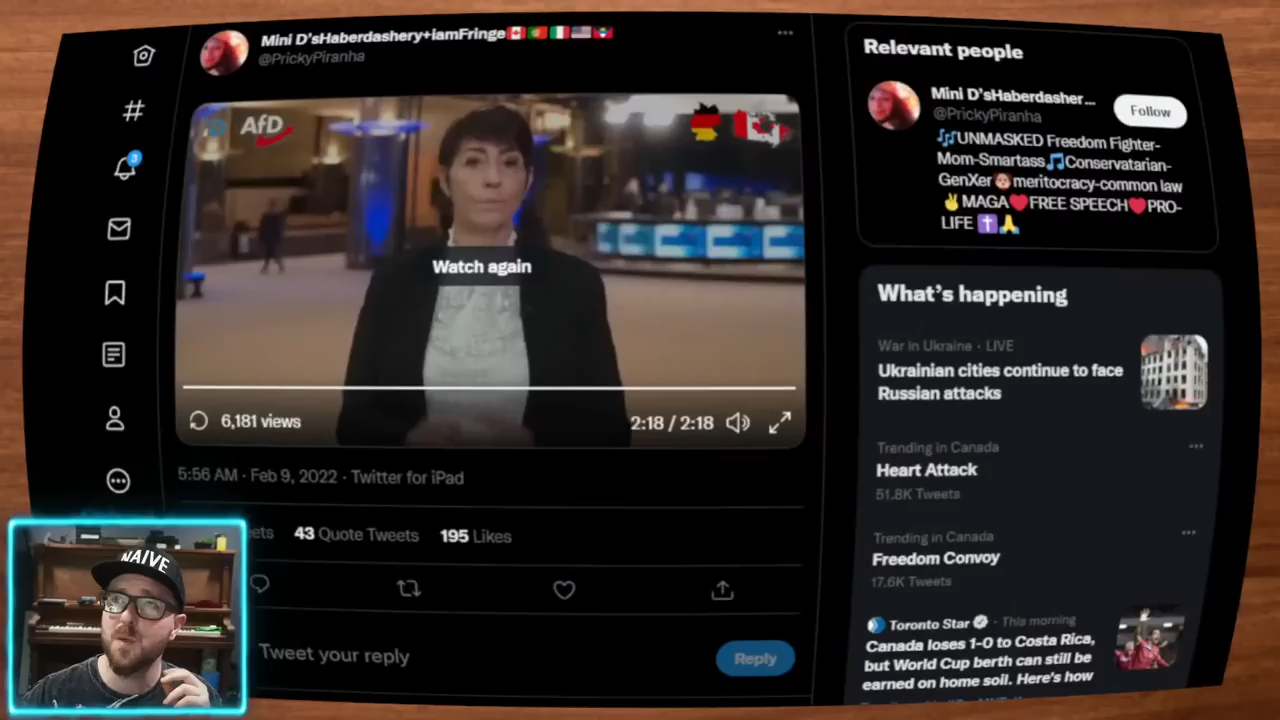 Mini D'sHaberdashery+iamFringe
@PrickyPiranha
AfD
Watch again
6,181 views
2:18 / 2:18
5:56 AM · Feb 9, 2022 · Twitter for iPad
43 Quote Tweets 195 Likes
Tweet your reply
Reply
3
NAIVE
Relevant people
Mini D'sHaberdasher...
@PrickyPiranha
Follow
UNMASKED Freedom Fighter-
Mom-Smartass Conservatarian-
GenXer meritocracy-common law
MAGA FREE SPEECH PRO-
LIFE
What's happening
War in Ukraine · LIVE
Ukrainian cities continue to face
Russian attacks
Trending in Canada
Heart Attack
51.8K Tweets
Trending in Canada
Freedom Convoy
17.6K Tweets
Toronto Star · This morning
Canada loses 1-0 to Costa Rica,
but World Cup berth can still be
earned on home soil. Here's how